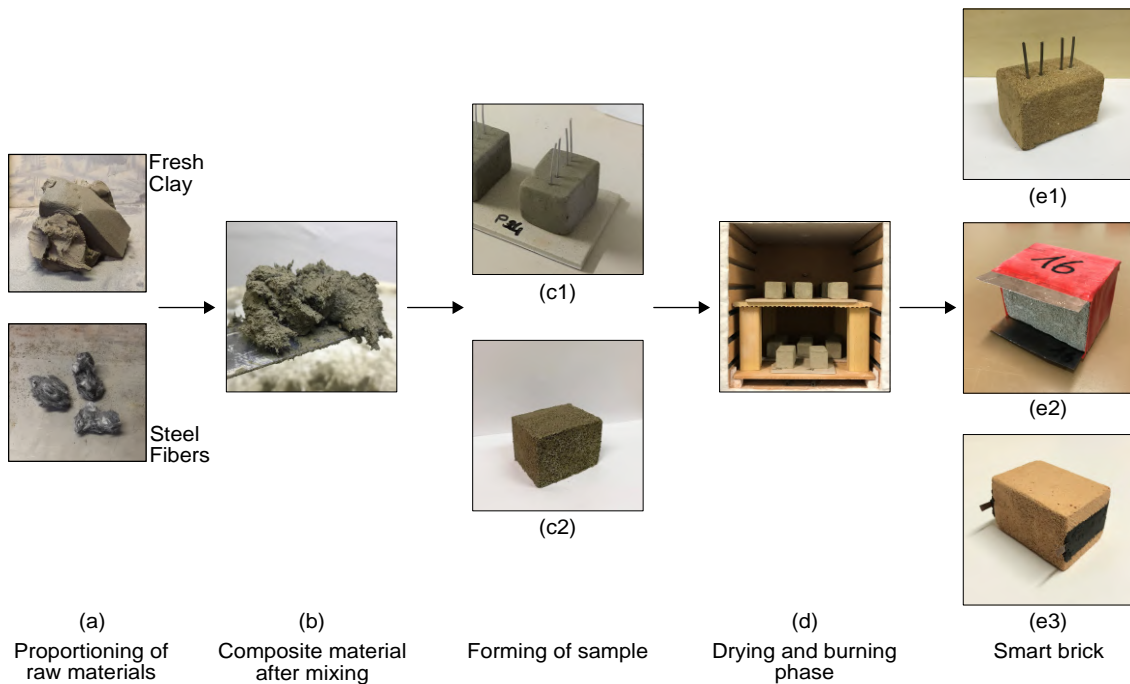 Fresh
Clay
Steel
Fibers
P3/4
(c1)
(c2)
(e1)
16
(e2)
(e3)
(a)
Proportioning of
raw materials
(b)
Composite material
after mixing
Forming of sample
(d)
Drying and burning
phase
Smart brick